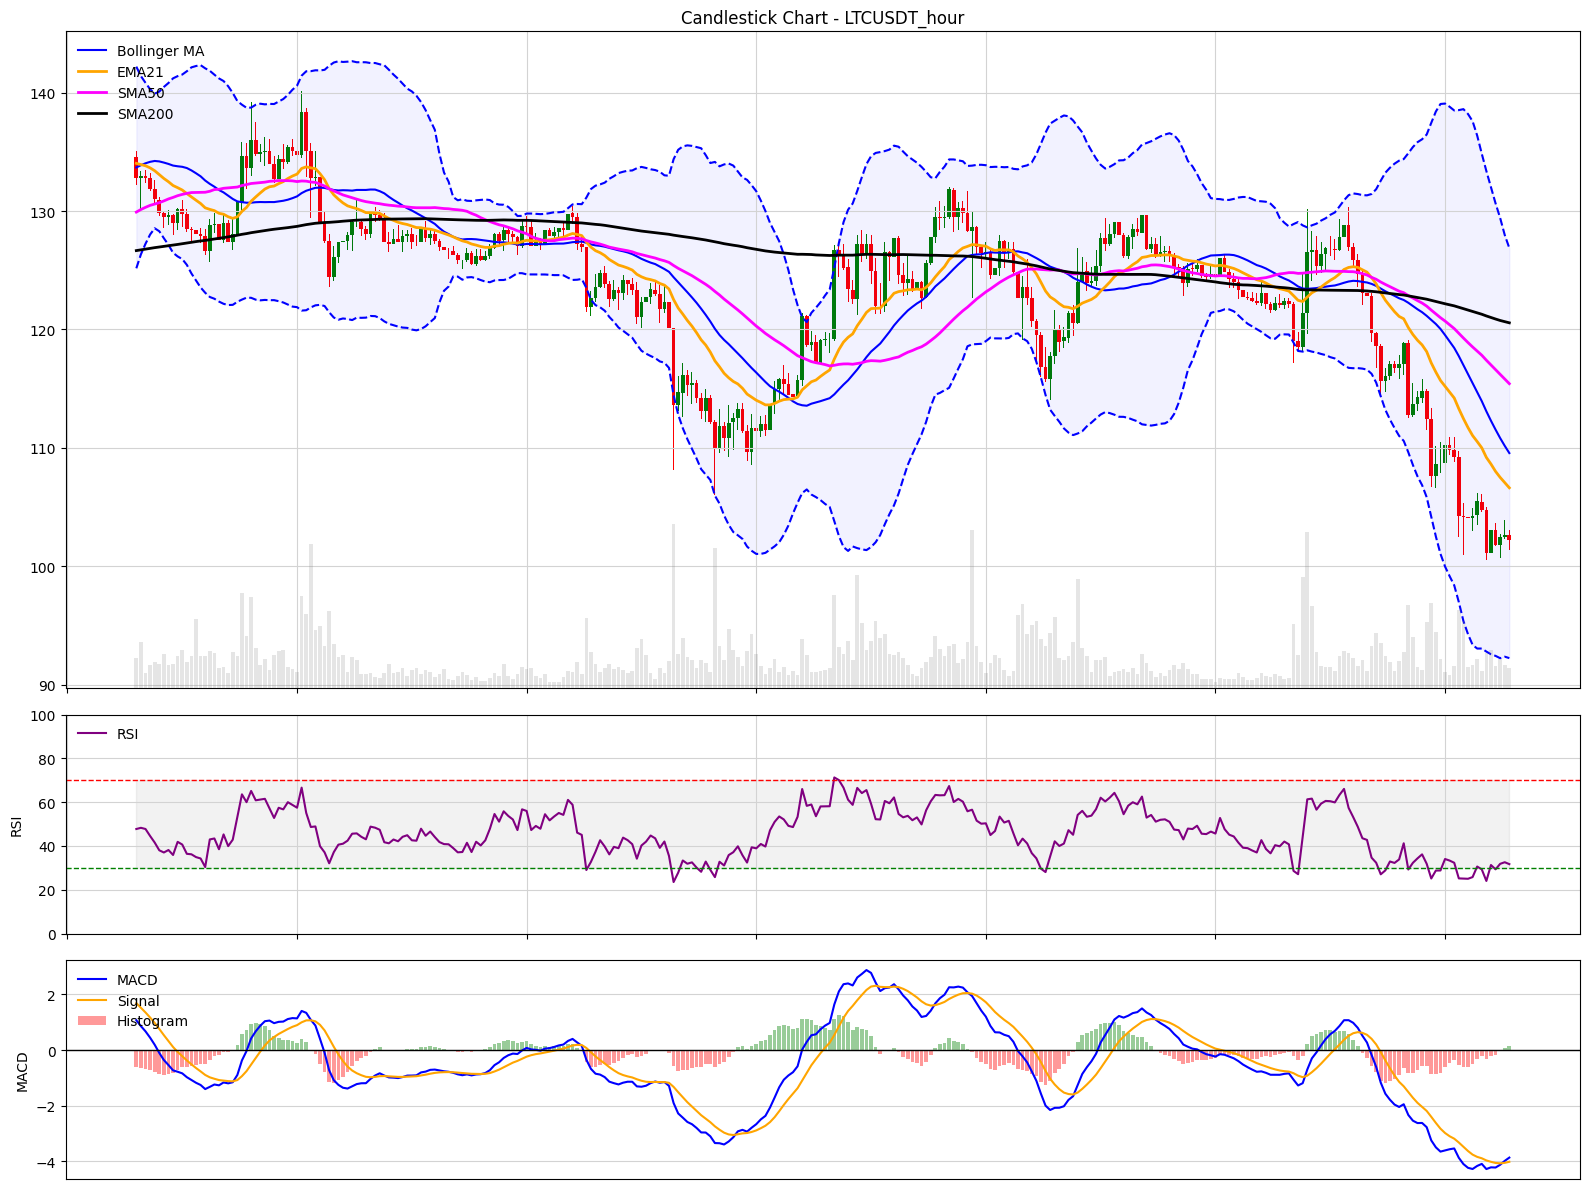 Candlestick Chart - LTCUSDT_hour
Bollinger MA
EMA21
SMA50
SMA200
140
130
120
110
100
90
RSI
100
80
60
40
20
0
RSI
MACD
Signal
Histogram
2
0
−2
−4
MACD